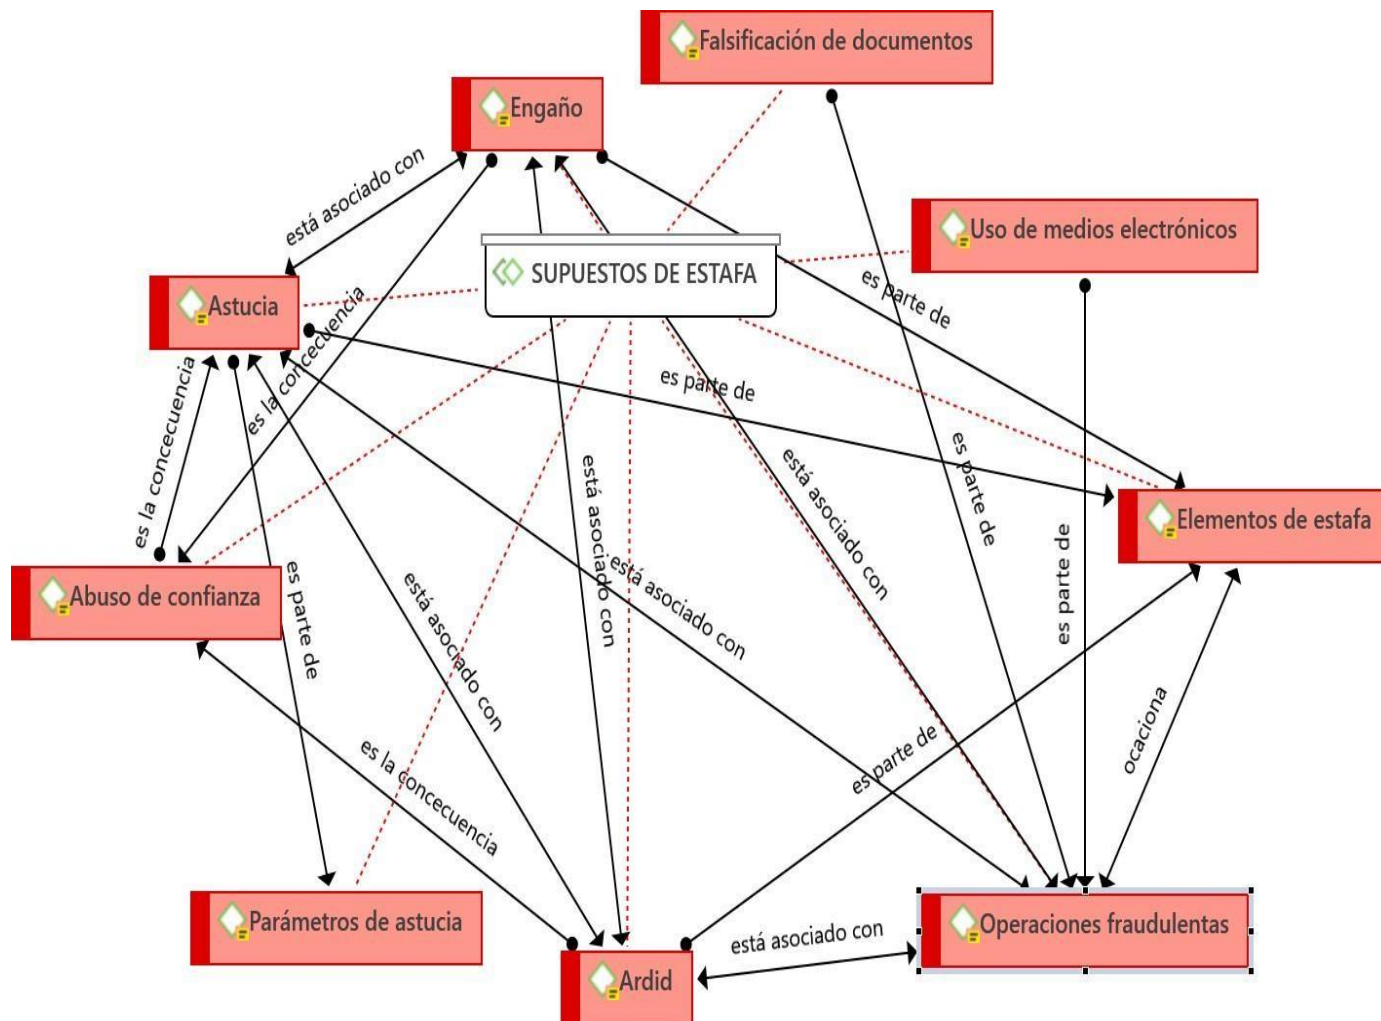 Falsificación de documentos
Engaño
está asociado con
Uso de medios electrónicos
SUPUESTOS DE ESTAFA
es parte de
Astucia
es la concecuencia
es la concecuencia
es parte de
está asociado con
es parte de
está asociado con
Elementos de estafa
es parte de
está asociado con
Abuso de confianza
es parte de
está asociado con
es la concecuencia
es parte de
ocaciona
Parámetros de astucia
está asociado con
Operaciones fraudulentas
Ardid